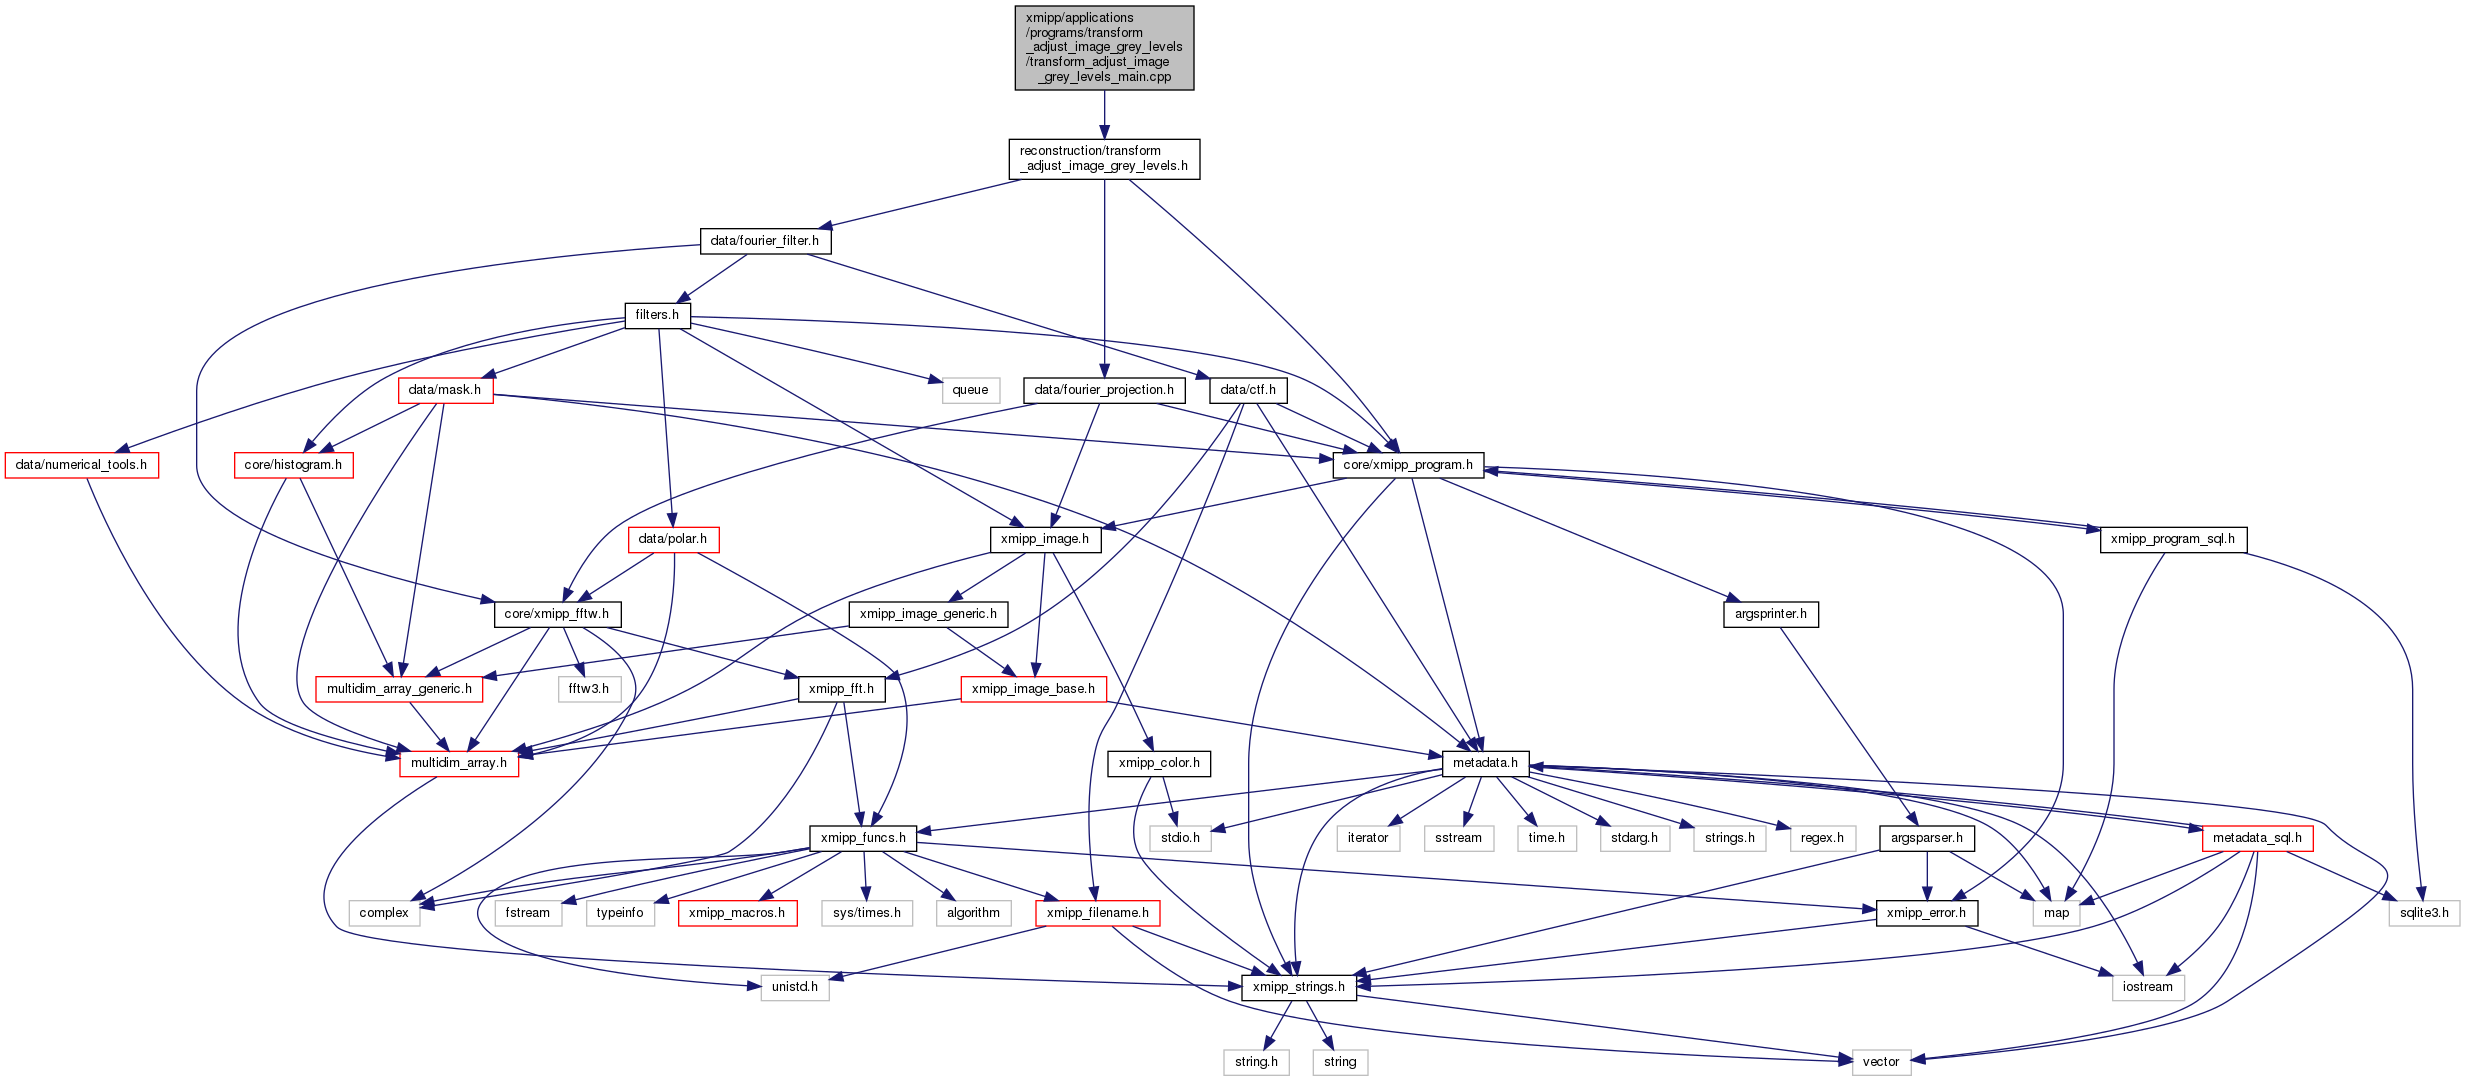 xmipp/applications
/programs/transform
_adjust_image_grey_levels
/transform_adjust_image
_grey_levels_main.cpp
reconstruction/transform
_adjust_image_grey_levels.h
data/fourier_filter.h
filters.h
data/mask.h
queue
data/fourier_projection.h
data/ctf.h
data/numerical_tools.h
core/histogram.h
core/xmipp_program.h
data/polar.h
xmipp_image.h
xmipp_program_sql.h
core/xmipp_fftw.h
xmipp_image_generic.h
argsprinter.h
multidim_array_generic.h
fftw3.h
xmipp_fft.h
xmipp_image_base.h
multidim_array.h
xmipp_color.h
metadata.h
xmipp_funcs.h
stdio.h
iterator
sstream
time.h
stdarg.h
strings.h
regex.h
argsparser.h
metadata_sql.h
complex
fstream
typeinfo
xmipp_macros.h
sys/times.h
algorithm
xmipp_filename.h
xmipp_error.h
map
sqlite3.h
unistd.h
xmipp_strings.h
iostream
string.h
string
vector